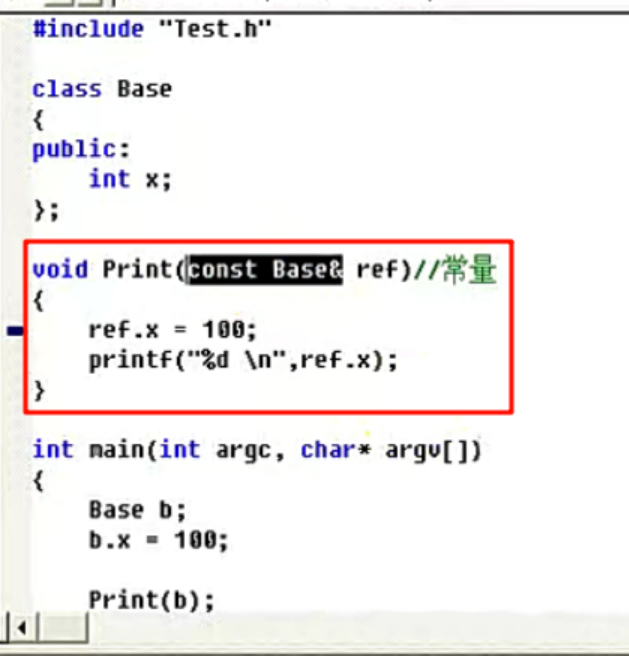 #include "Test.h"
class Base
{
public:
    int x;
};
void Print(const Base& ref)//常量
{
    ref.x = 100;
    printf("%d \n",ref.x);
}
int main(int argc, char* argv[])
{
    Base b;
    b.x = 100;
    Print(b);